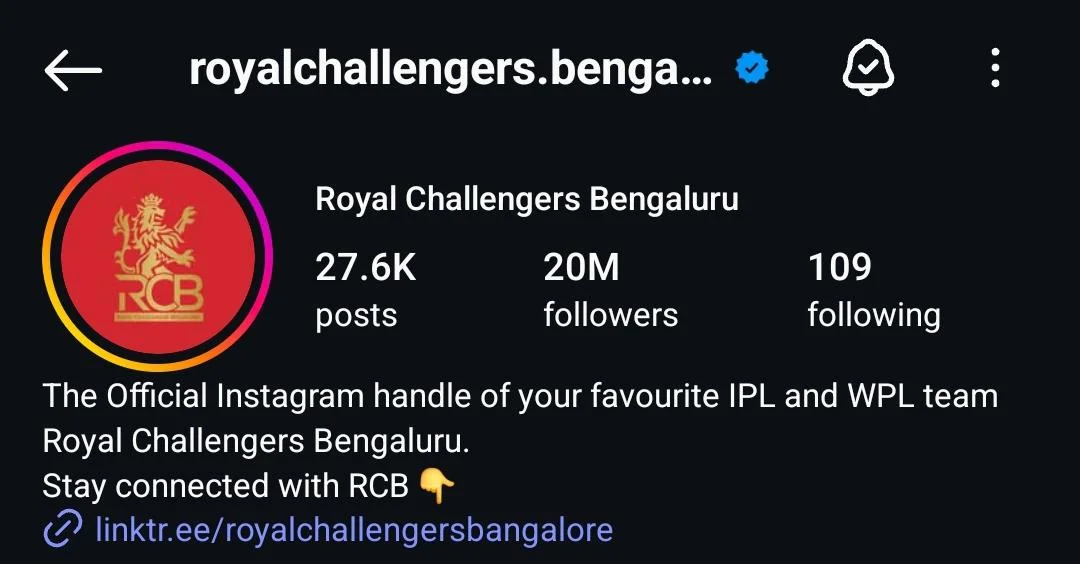 royalchallengers.benga...
Royal Challengers Bengaluru
27.6K 20M 109
posts followers following
RCB
The Official Instagram handle of your favourite IPL and WPL team
Royal Challengers Bengaluru.
Stay connected with RCB 👇
linktr.ee/royalchallengersbangalore